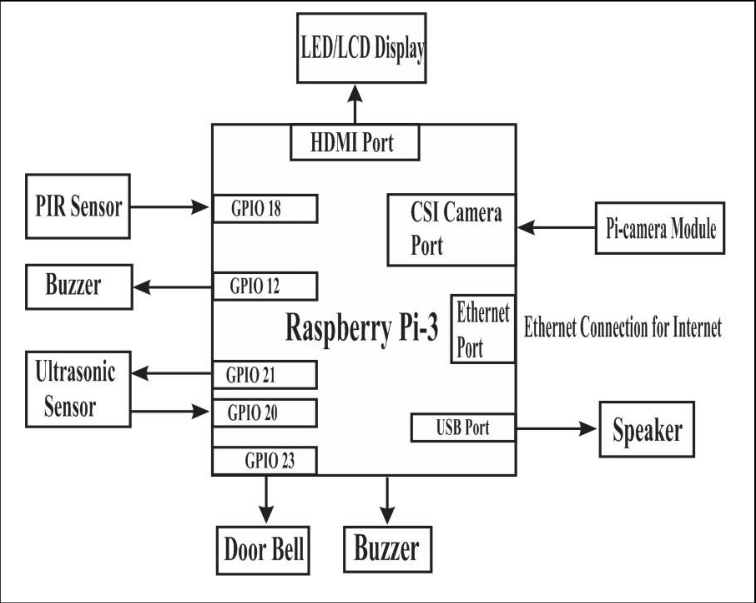 LED/LCD Display
HDMI Port
PIR Sensor
GPIO 18
CSI Camera
Port
Pi-camera Module
Buzzer
GPIO 12
Raspberry Pi-3
Ethernet
Port
Ethernet Connection for Internet
Ultrasonic
Sensor
GPIO 21
GPIO 20
USB Port
Speaker
GPIO 23
Door Bell
Buzzer